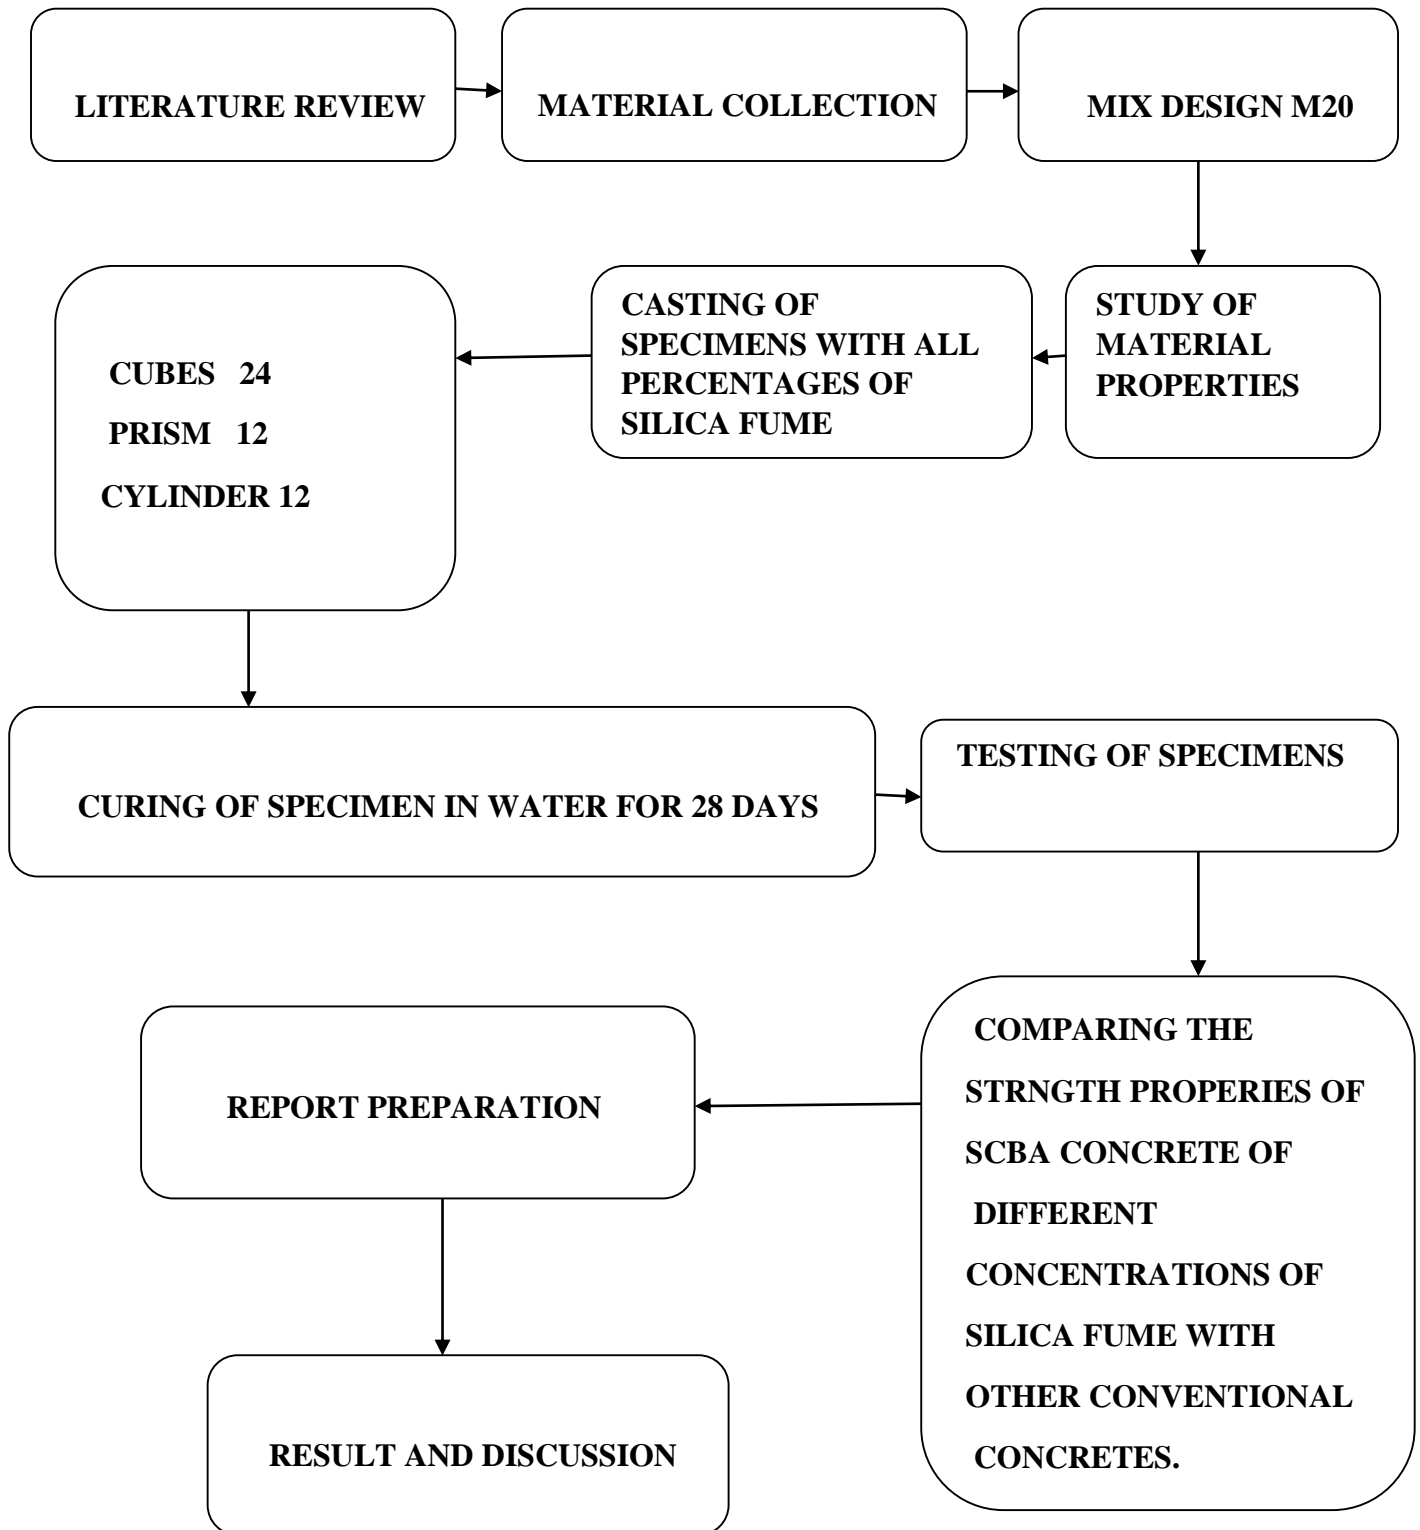 LITERATURE REVIEW
MATERIAL COLLECTION
MIX DESIGN M20
STUDY OF
MATERIAL
PROPERTIES
CASTING OF
SPECIMENS WITH ALL
PERCENTAGES OF
SILICA FUME
CUBES 24
PRISM 12
CYLINDER 12
CURING OF SPECIMEN IN WATER FOR 28 DAYS
TESTING OF SPECIMENS
COMPARING THE
STRNGTH PROPERIES OF
SCBA CONCRETE OF
DIFFERENT
CONCENTRATIONS OF
SILICA FUME WITH
OTHER CONVENTIONAL
CONCRETES.
REPORT PREPARATION
RESULT AND DISCUSSION